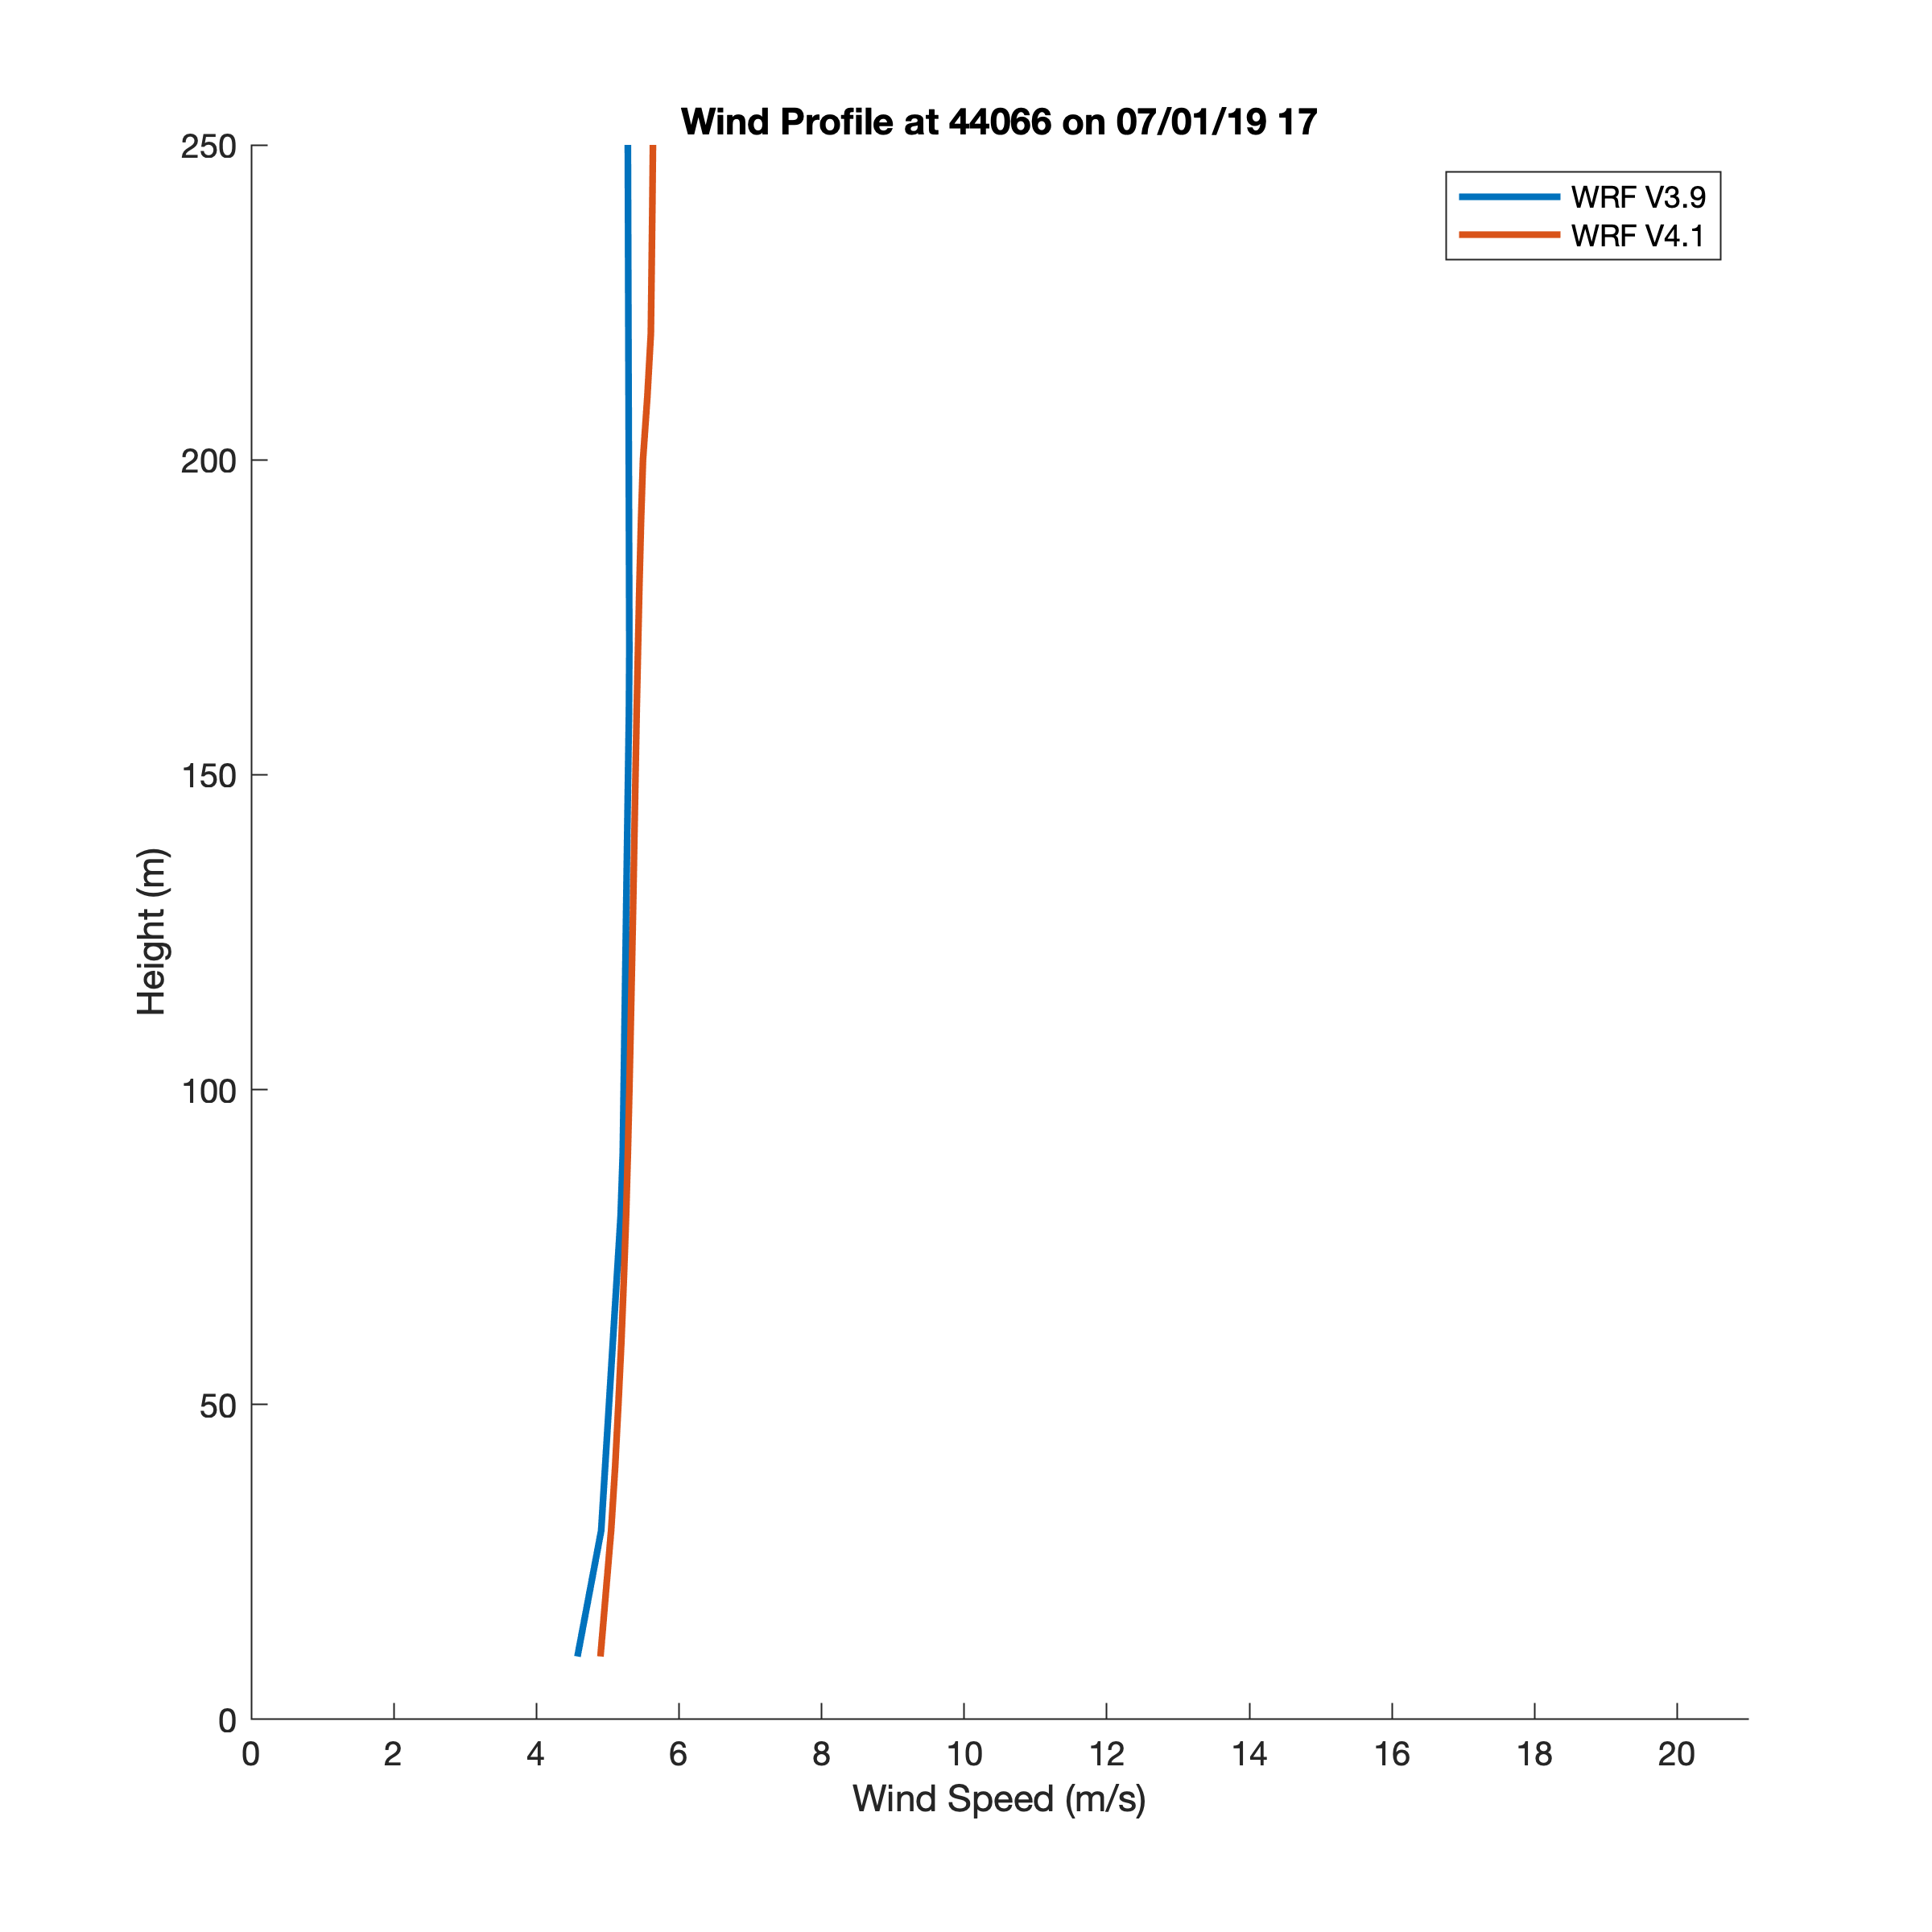 Wind Profile at 44066 on 07/01/19 17
WRF V3.9
WRF V4.1
250
200
150
100
50
0
Height (m)
0 2 4 6 8 10 12 14 16 18 20
Wind Speed (m/s)